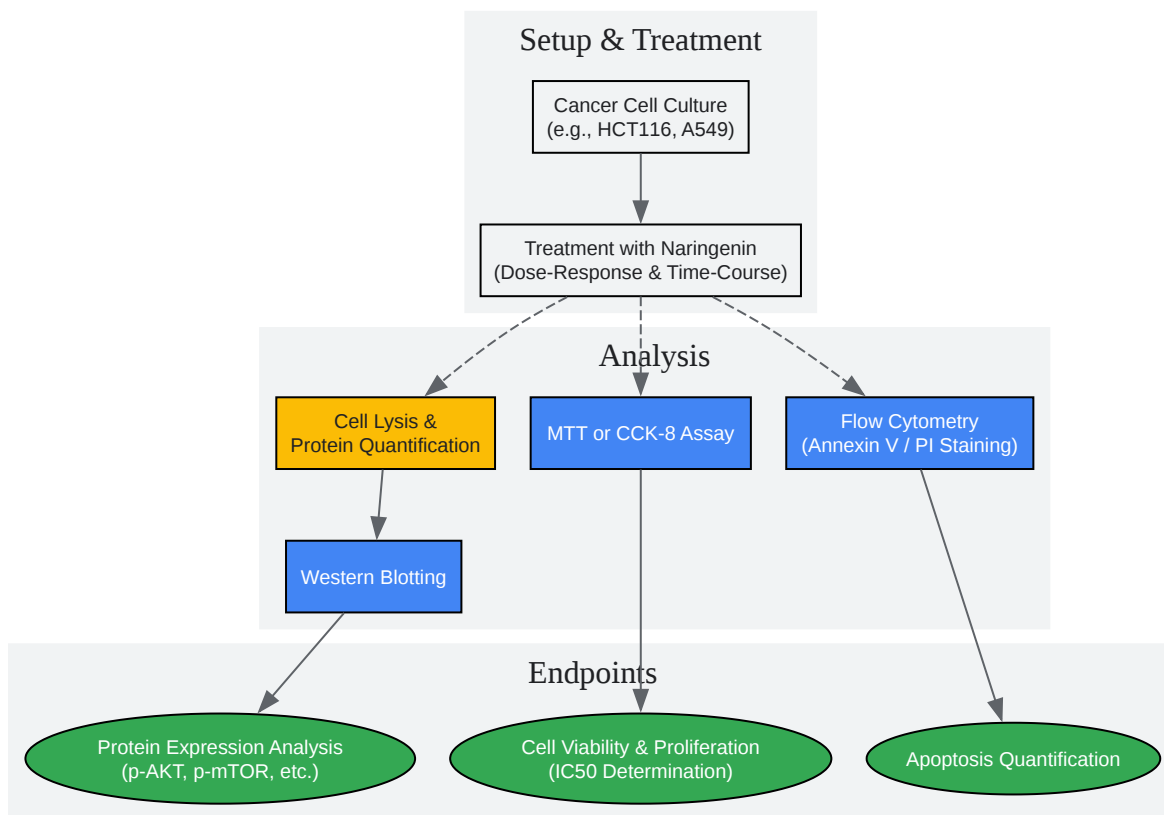 Setup & Treatment
Cancer Cell Culture
(e.g., HCT116, A549)
Treatment with Naringenin
(Dose-Response & Time-Course)
Analysis
Cell Lysis &
Protein Quantification
MTT or CCK-8 Assay
Flow Cytometry
(Annexin V / PI Staining)
Western Blotting
Endpoints
Protein Expression Analysis
(p-AKT, p-mTOR, etc.)
Cell Viability & Proliferation
(IC50 Determination)
Apoptosis Quantification